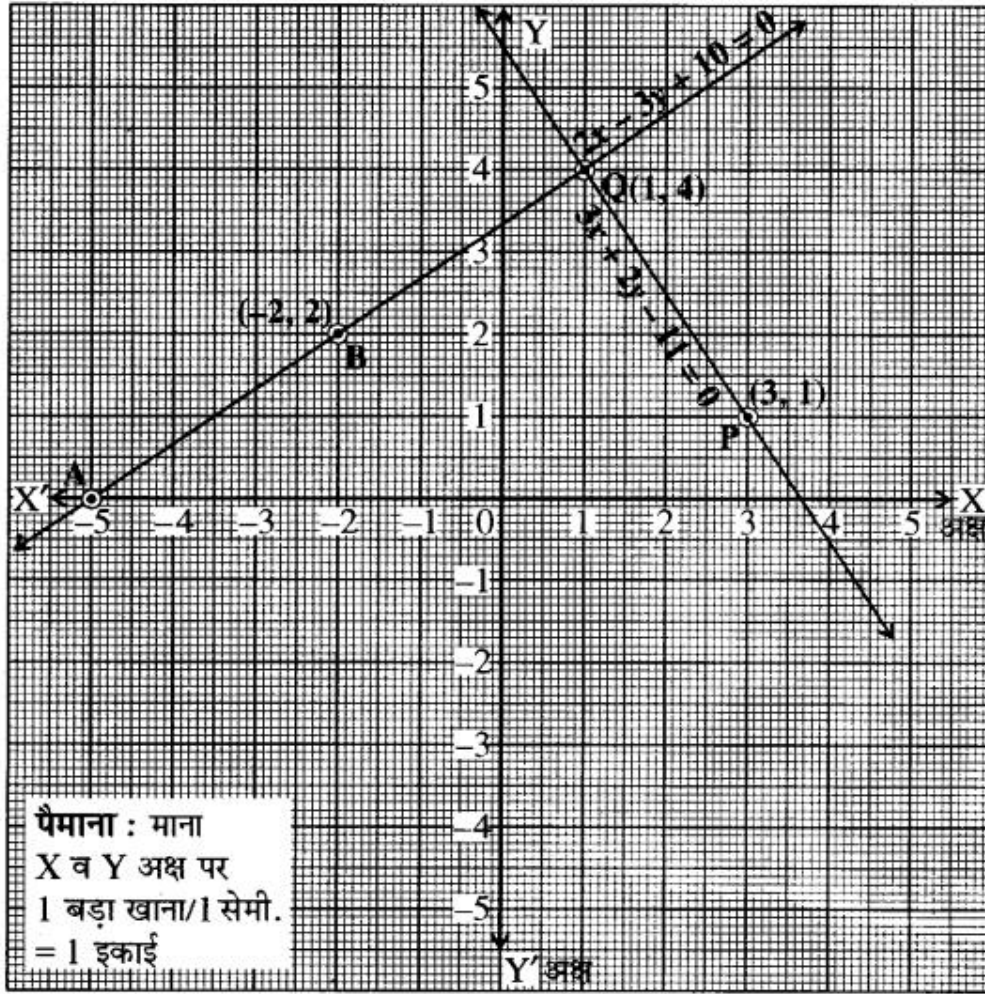 Y
2x – 3y + 10 = 0
5
4
Q(1, 4)
3x + 2y – 11 = 0
3
(–2, 2)
2
B
(3, 1)
1
P
A
X′
–5
–4
–3
–2
–1
0
1
2
3
4
5
X
अक्ष
–1
–2
–3
–4
–5
पैमाना : माना
X व Y अक्ष पर
1 बड़ा खाना/1 सेमी.
= 1 इकाई
Y′ अक्ष